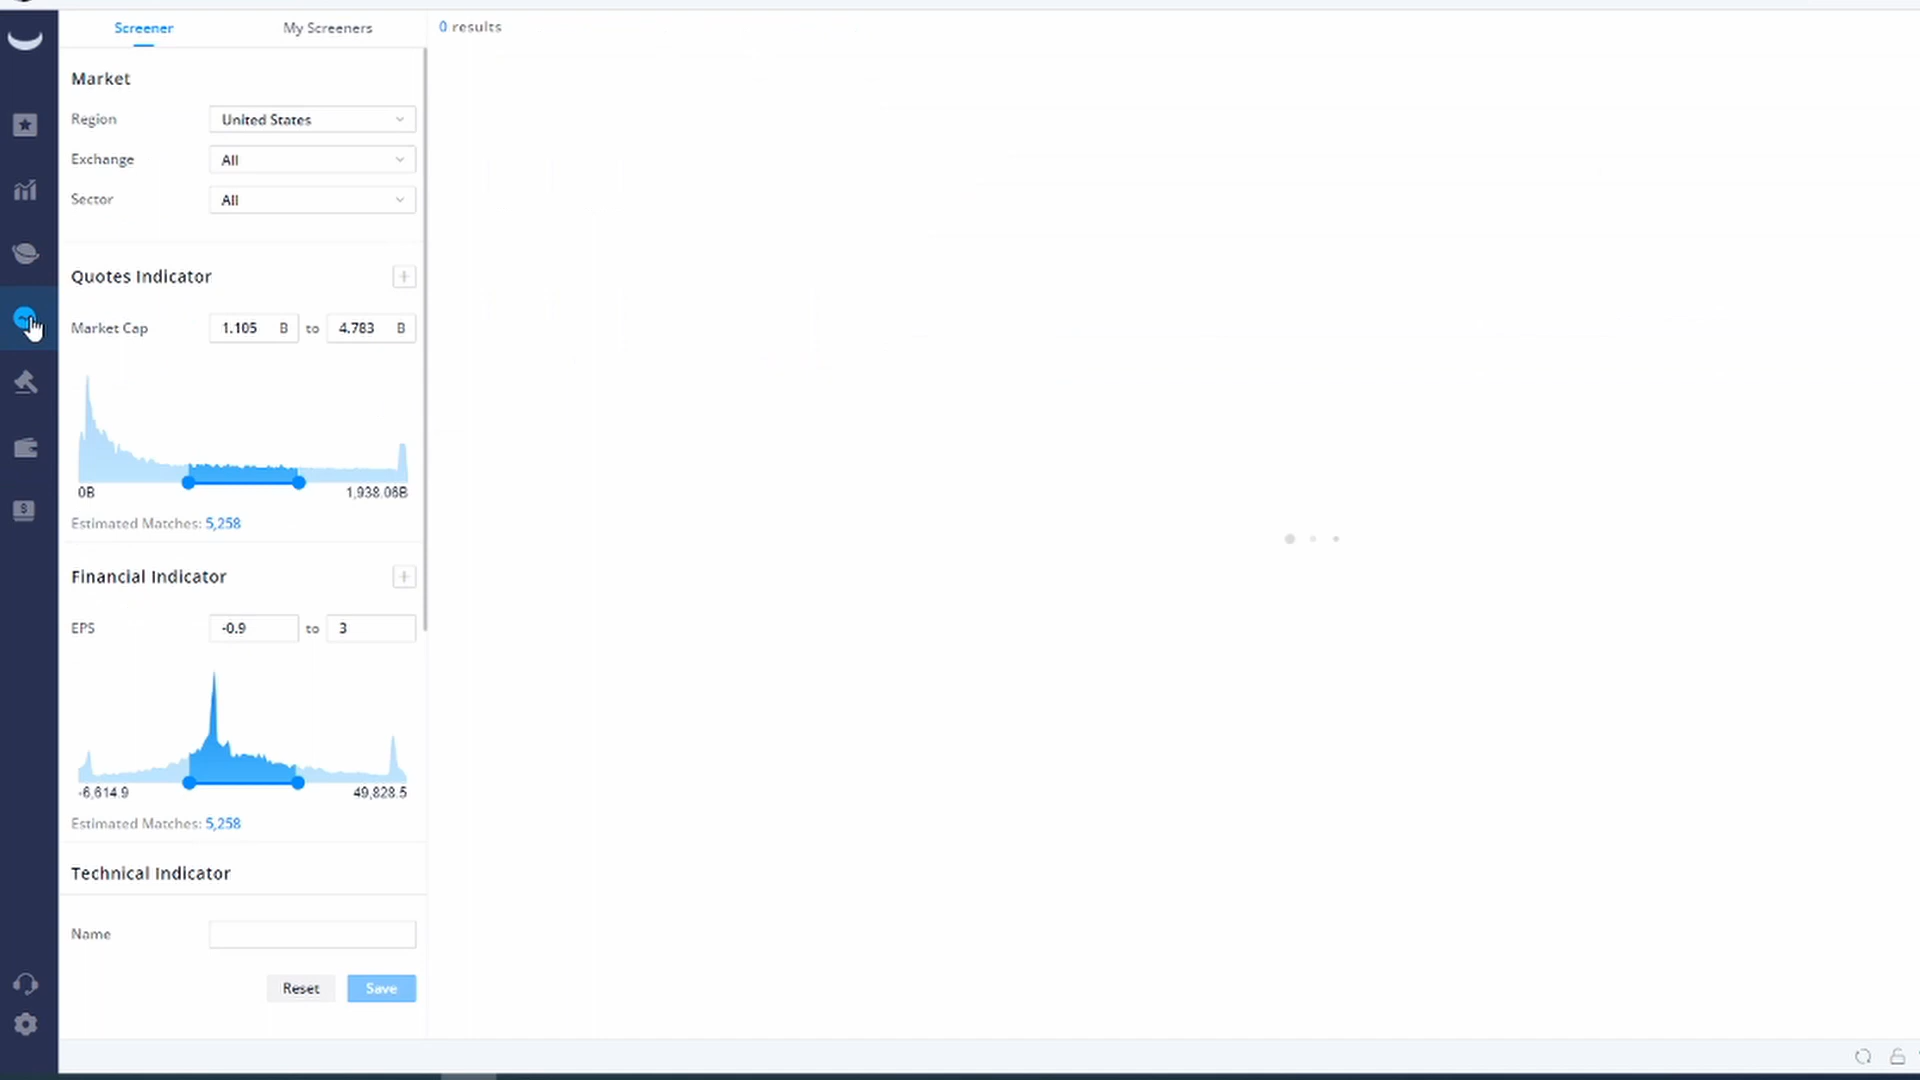 Screener
My Screeners
0 results
Market
Region
United States
Exchange
All
Sector
All
Quotes Indicator
Market Cap
1.105 B to 4.783 B
0B
1,938.06B
Estimated Matches: 5,258
Financial Indicator
EPS
-0.9 to 3
-6,614.9
49,828.5
Estimated Matches: 5,258
Technical Indicator
Name
Reset
Save